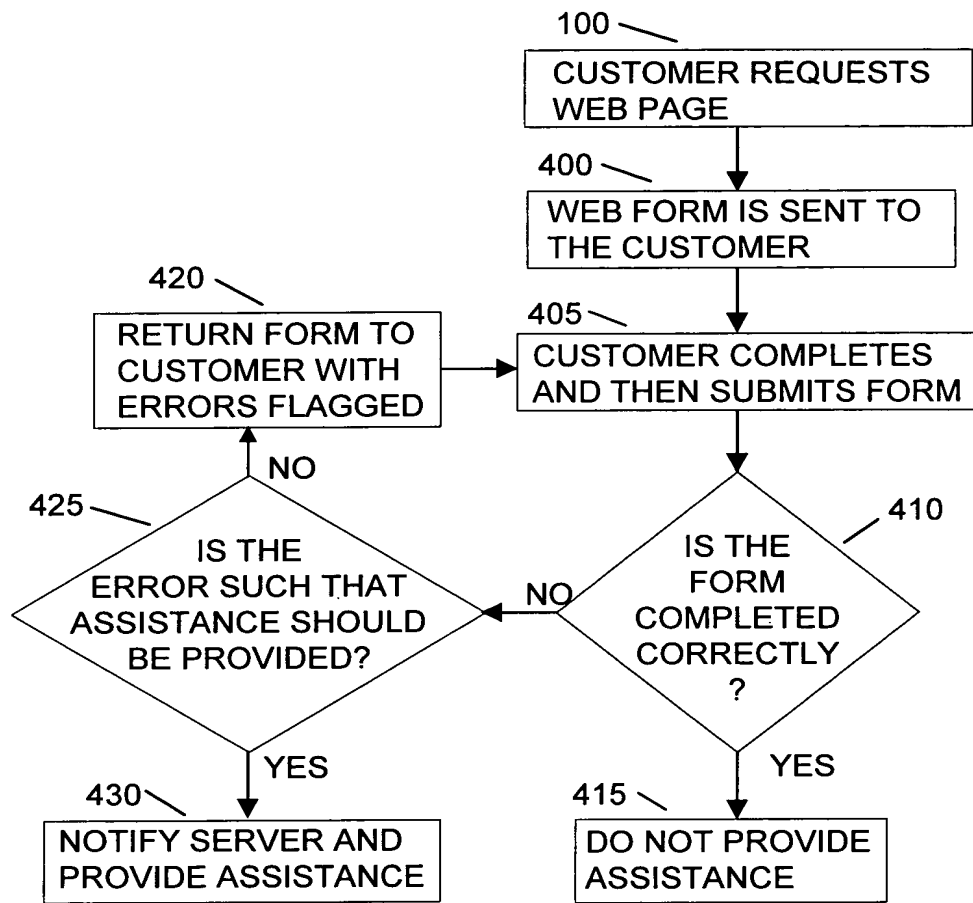 100
CUSTOMER REQUESTS
WEB PAGE
400
WEB FORM IS SENT TO
THE CUSTOMER
420
RETURN FORM TO
CUSTOMER WITH
ERRORS FLAGGED
405
CUSTOMER COMPLETES
AND THEN SUBMITS FORM
NO
425
IS THE
ERROR SUCH THAT
ASSISTANCE SHOULD
BE PROVIDED?
NO
410
IS THE
FORM
COMPLETED
CORRECTLY
?
YES
430
NOTIFY SERVER AND
PROVIDE ASSISTANCE
YES
415
DO NOT PROVIDE
ASSISTANCE